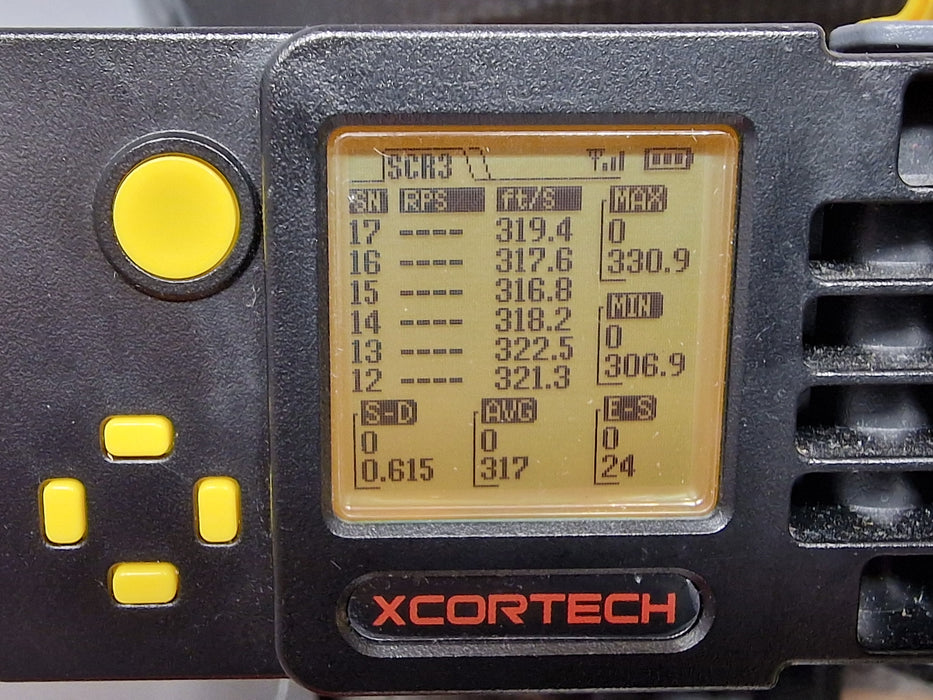 SCR3
SN RPS ft/S MAX
17 ---- 319.4 0
16 ---- 317.6 330.9
15 ---- 316.8 MIN
14 ---- 318.2 0
13 ---- 322.5 306.9
12 ---- 321.3
S-D AVG E-S
0 0 0
0.615 317 24
XCORTECH